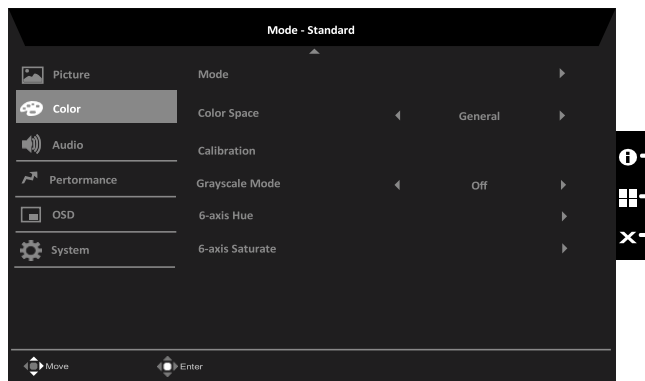 Mode - Standard
Picture
Mode
Color
Color Space
General
Calibration
Audio
Pertormance
Grayscale Mode
Off
OSD
6-axis Hue
System
6-axis Saturate
Move
Enter